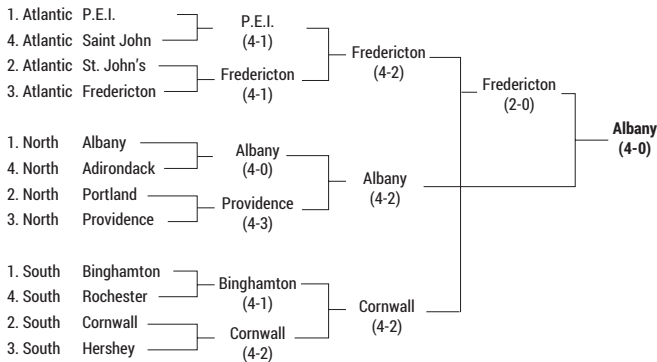 1. Atlantic P.E.I.
4. Atlantic Saint John
2. Atlantic St. John's
3. Atlantic Fredericton
1. North Albany
4. North Adirondack
2. North Portland
3. North Providence
1. South Binghamton
4. South Rochester
2. South Cornwall
3. South Hershey
P.E.I.
(4-1)
Fredericton
(4-1)
Albany
(4-0)
Providence
(4-3)
Binghamton
(4-1)
Cornwall
(4-2)
Fredericton
(4-2)
Albany
(4-2)
Cornwall
(4-2)
Fredericton
(2-0)
Albany
(4-0)